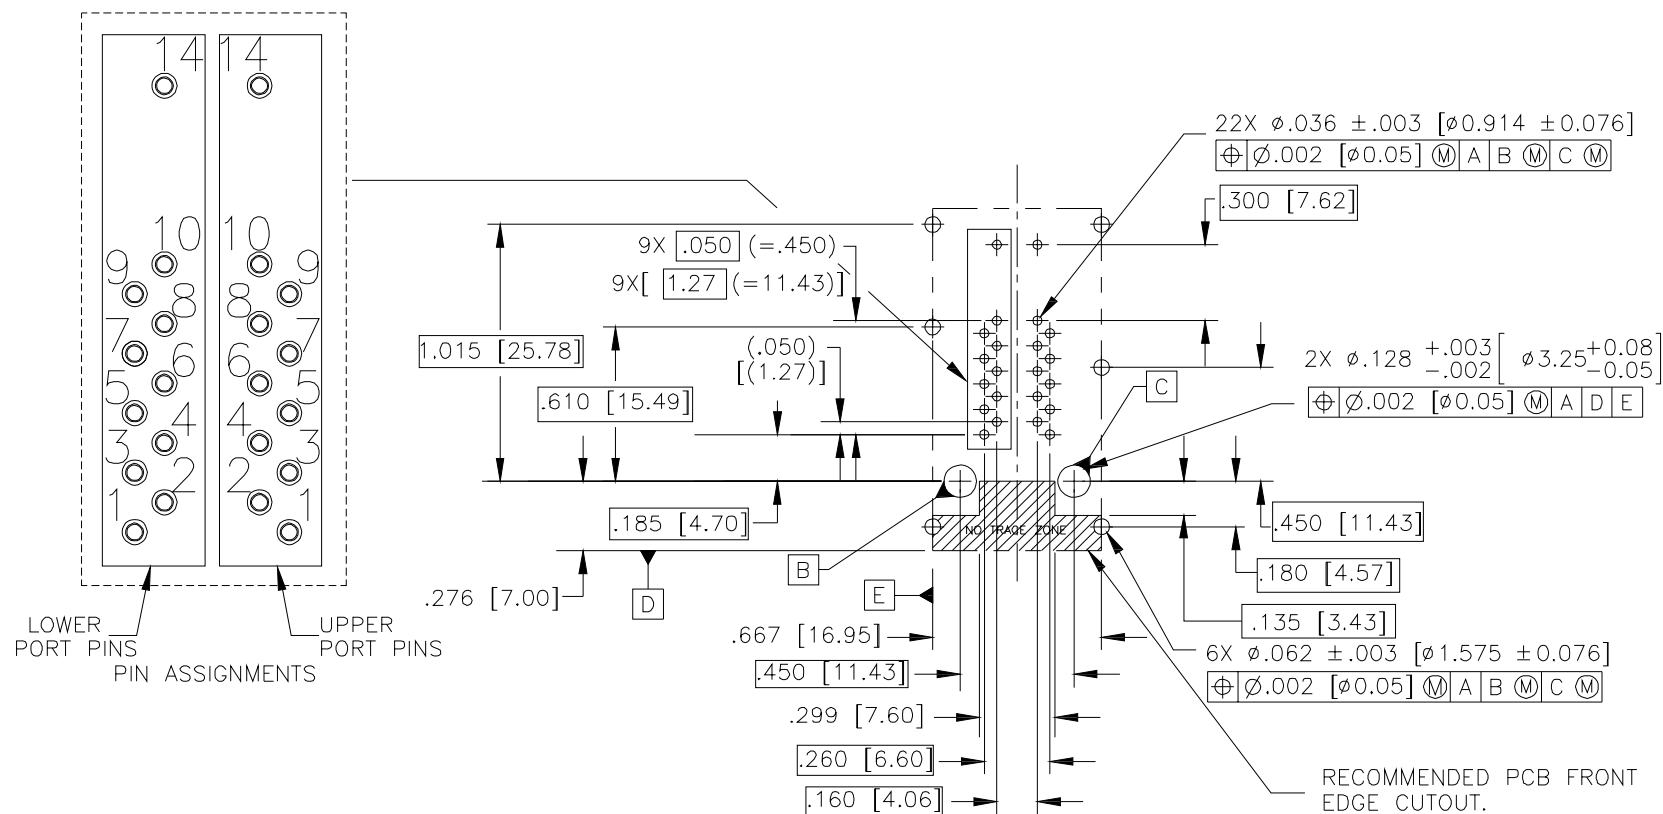 14 14
10 10
9 9
8 8
7 7
6 6
5 5
4 4
3 3
2 2
1 1
LOWER
PORT PINS
UPPER
PORT PINS
PIN ASSIGNMENTS
22X ⌀.036 ±.003 [⌀0.914 ±0.076]
⌖ ⌀.002 [⌀0.05] Ⓜ A B Ⓜ C Ⓜ
.300 [7.62]
9X .050 (=.450)
9X[ 1.27 (=11.43)]
1.015 [25.78]
(.050)
[(1.27)]
.610 [15.49]
2X ⌀.128 +.003 -.002 [ ⌀3.25 +0.08 -0.05 ]
⌖ ⌀.002 [⌀0.05] Ⓜ A D E
C
.185 [4.70]
NO TRACE ZONE
.450 [11.43]
B
.180 [4.57]
.276 [7.00]
D
E
.135 [3.43]
.667 [16.95]
6X ⌀.062 ±.003 [⌀1.575 ±0.076]
⌖ ⌀.002 [⌀0.05] Ⓜ A B Ⓜ C Ⓜ
.450 [11.43]
.299 [7.60]
.260 [6.60]
.160 [4.06]
RECOMMENDED PCB FRONT
EDGE CUTOUT.